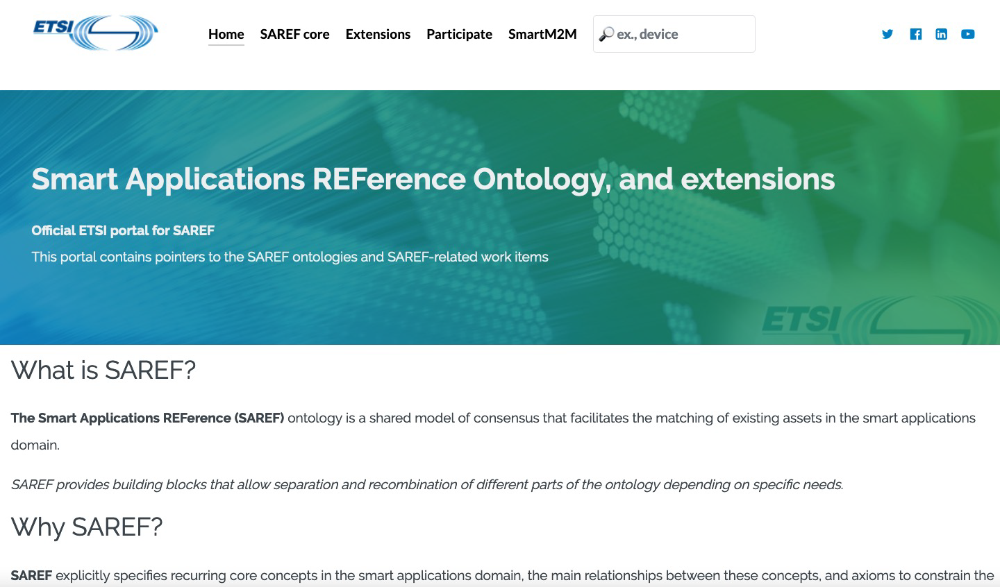 ETSI
Home SAREF core Extensions Participate SmartM2M ex., device
Smart Applications REFerence Ontology, and extensions
Official ETSI portal for SAREF
This portal contains pointers to the SAREF ontologies and SAREF-related work items
ETSI
What is SAREF?
The Smart Applications REFerence (SAREF) ontology is a shared model of consensus that facilitates the matching of existing assets in the smart applications
domain.
SAREF provides building blocks that allow separation and recombination of different parts of the ontology depending on specific needs.
Why SAREF?
SAREF explicitly specifies recurring core concepts in the smart applications domain, the main relationships between these concepts, and axioms to constrain the